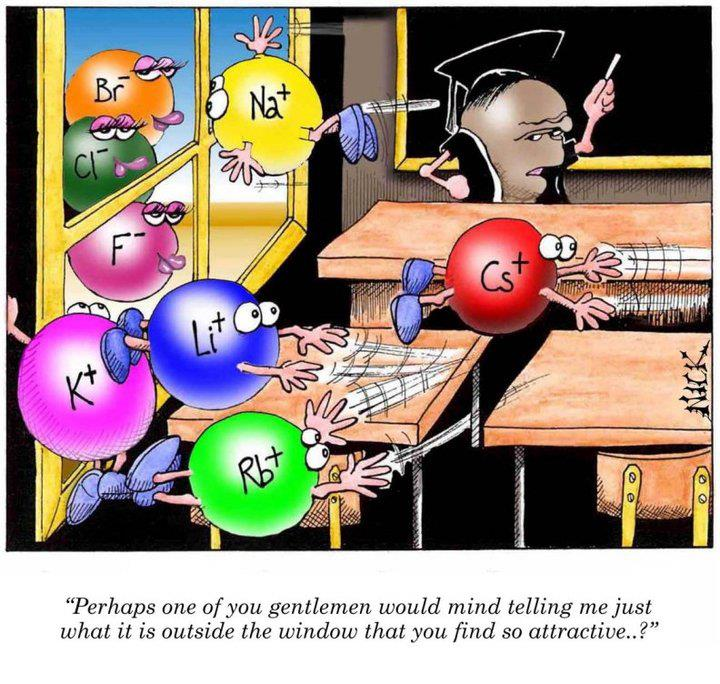 Br⁻
Na⁺
Cl⁻
F⁻
Cs⁺
Li⁺
K⁺
Rb⁺
NICK
“Perhaps one of you gentlemen would mind telling me just
what it is outside the window that you find so attractive..?”